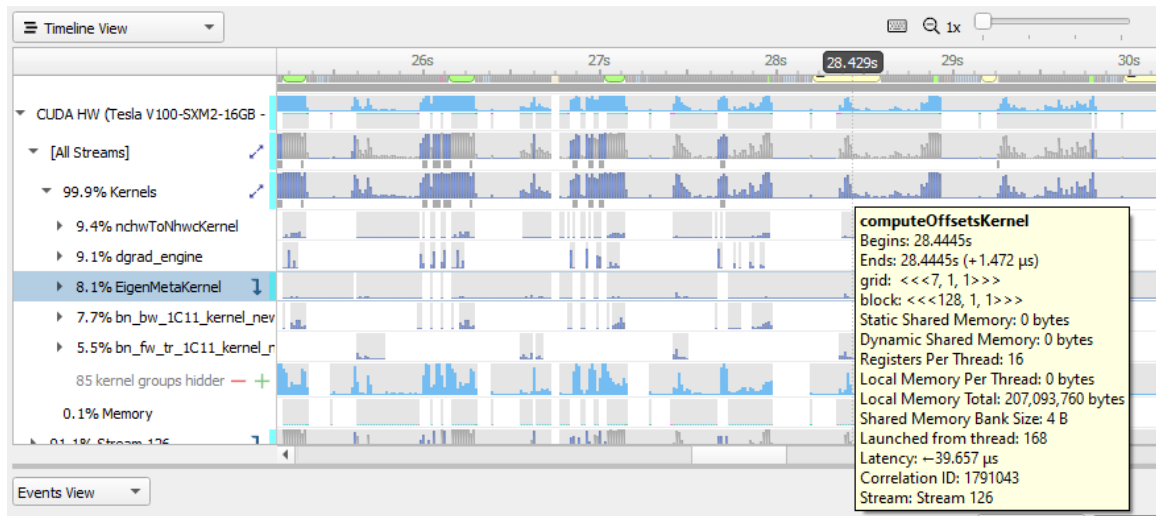 Timeline View
1x
26s 27s 28s 28.429s 29s 30s
CUDA HW (Tesla V100-SXM2-16GB -
[All Streams]
99.9% Kernels
9.4% nchwToNhwcKernel
9.1% dgrad_engine
8.1% EigenMetaKernel
7.7% bn_bw_1C11_kernel_new
5.5% bn_fw_tr_1C11_kernel_n
85 kernel groups hidder
0.1% Memory
91.1% Stream 126
computeOffsetsKernel
Begins: 28.4445s
Ends: 28.4445s (+1.472 μs)
grid: <<<7, 1, 1>>>
block: <<<128, 1, 1>>>
Static Shared Memory: 0 bytes
Dynamic Shared Memory: 0 bytes
Registers Per Thread: 16
Local Memory Per Thread: 0 bytes
Local Memory Total: 207,093,760 bytes
Shared Memory Bank Size: 4 B
Launched from thread: 168
Latency: ←39.657 μs
Correlation ID: 1791043
Stream: Stream 126
Events View